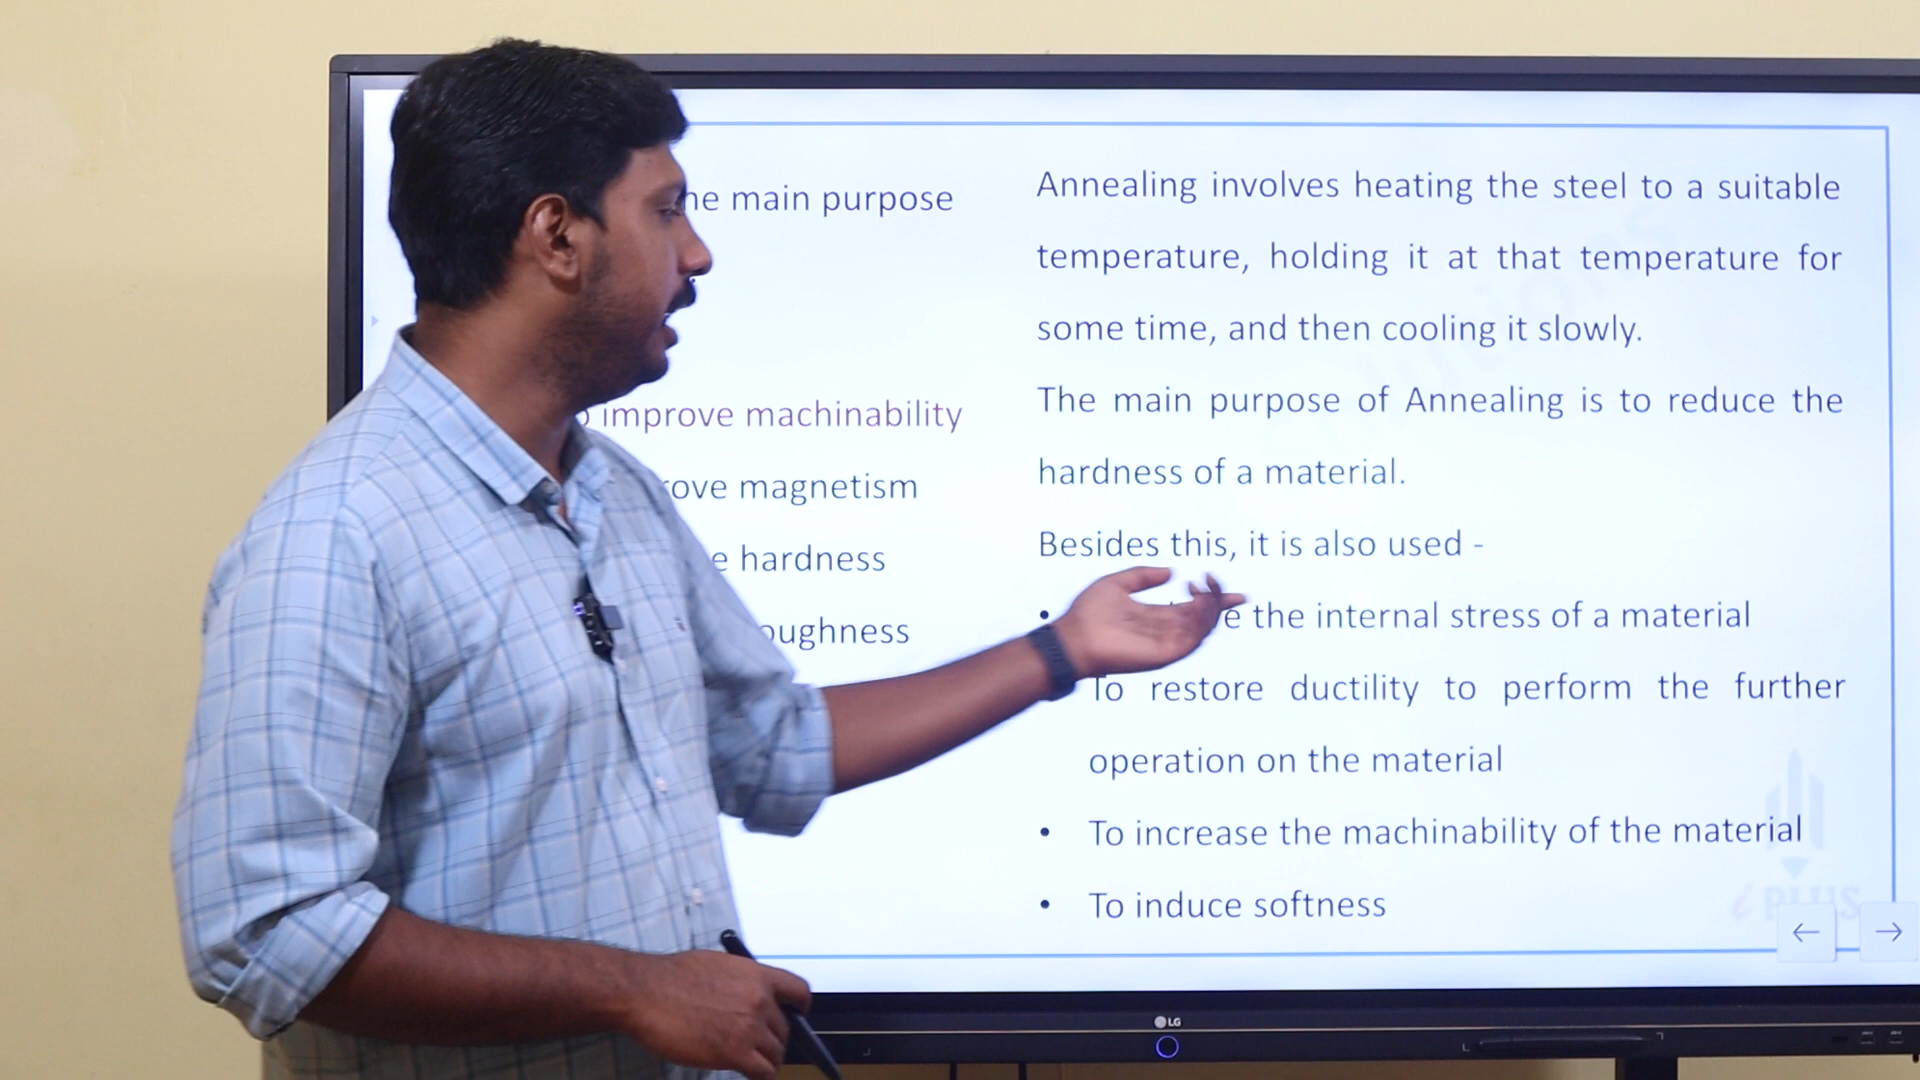 main purpose
improve machinability
magnetism
hardness
Annealing involves heating the steel to a suitable
temperature, holding it at that temperature for
some time, and then cooling it slowly.
The main purpose of Annealing is to reduce the
hardness of a material.
Besides this, it is also used -
the internal stress of a material
To restore ductility to perform the further
operation on the material
• To increase the machinability of the material
• To induce softness
i PLUS
LG